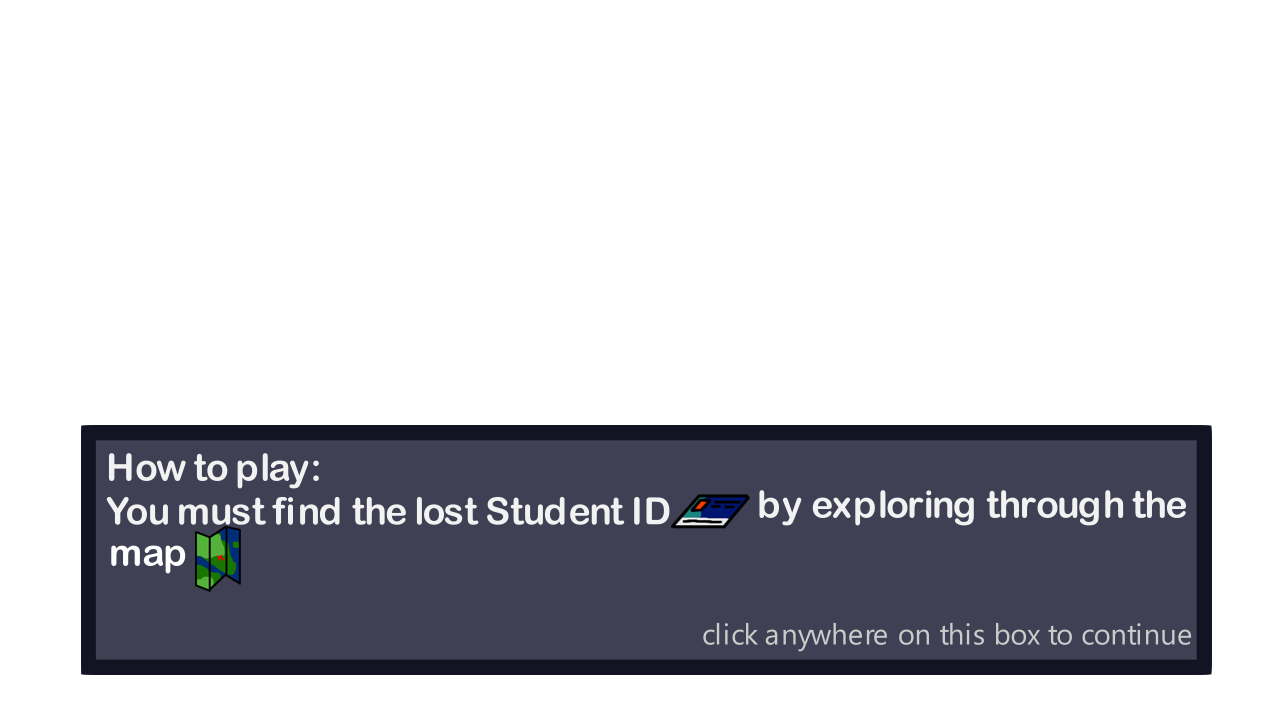 How to play:
You must find the lost Student ID by exploring through the
map
click anywhere on this box to continue